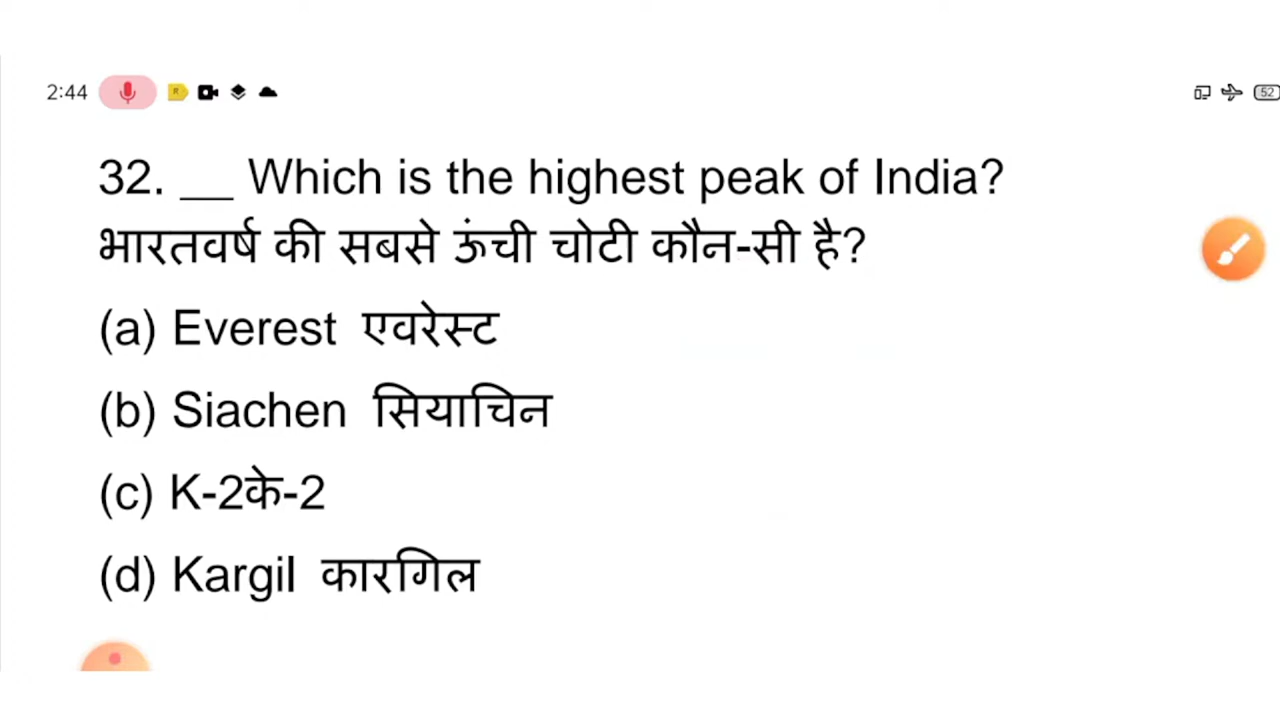 2:44 R 52
32. __ Which is the highest peak of India?
भारतवर्ष की सबसे ऊंची चोटी कौन-सी है?
(a) Everest एवरेस्ट
(b) Siachen सियाचिन
(c) K-2के-2
(d) Kargil कारगिल